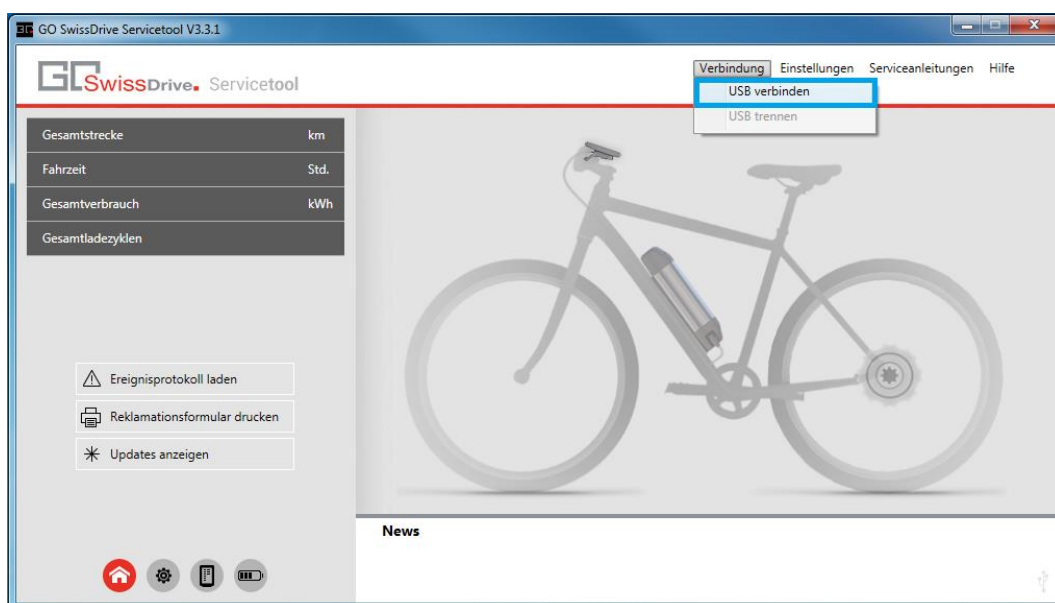 GO SwissDrive Servicetool V3.3.1
GO SwissDrive. Servicetool
Verbindung Einstellungen Serviceanleitungen Hilfe
USB verbinden
USB trennen
Gesamtstrecke km
Fahrzeit Std.
Gesamtverbrauch kWh
Gesamtladezyklen
Ereignisprotokoll laden
Reklamationsformular drucken
Updates anzeigen
News